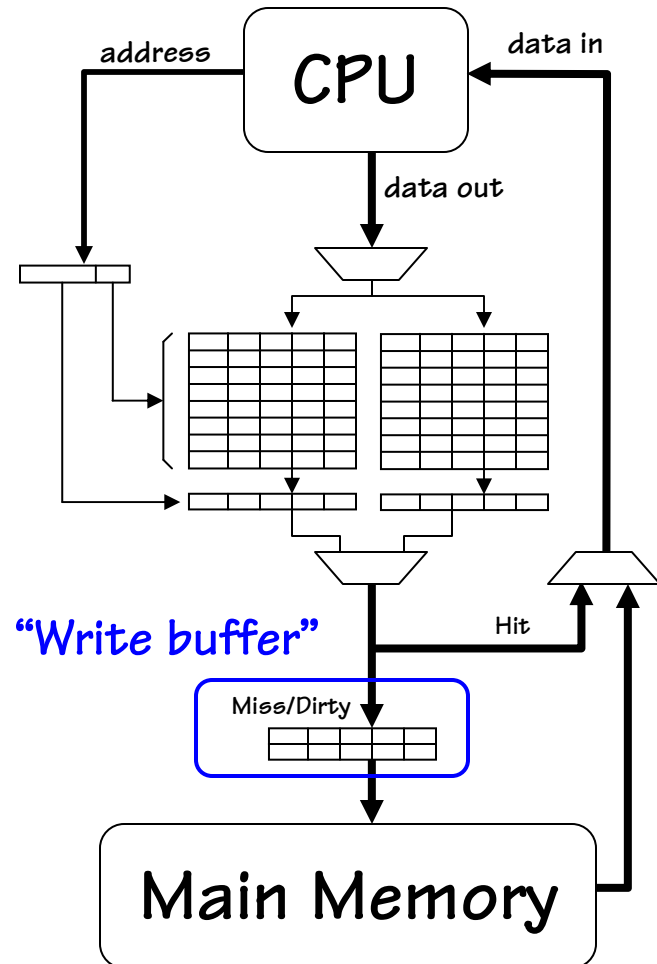 address
CPU
data in
data out
“Write buffer”
Hit
Miss/Dirty
Main Memory